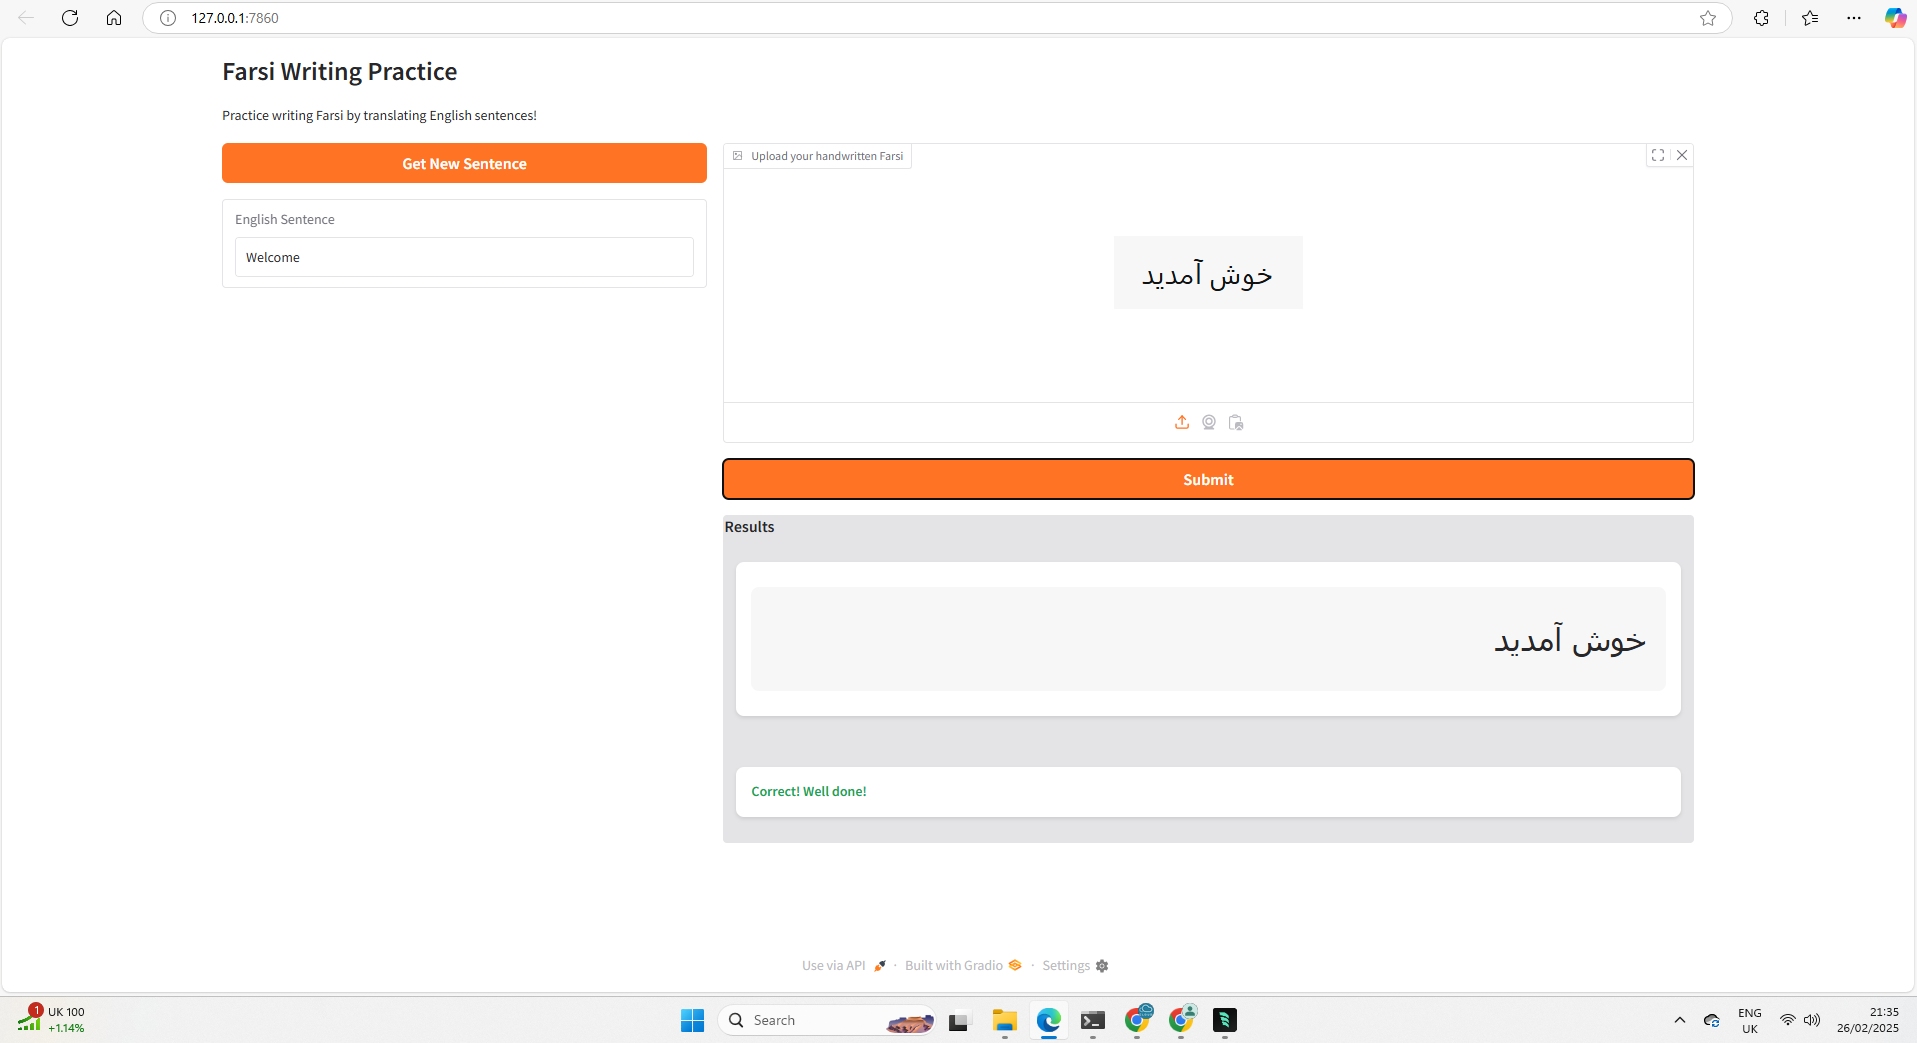 127.0.0.1:7860
Farsi Writing Practice
Practice writing Farsi by translating English sentences!
Get New Sentence
English Sentence
Welcome
Upload your handwritten Farsi
خوش آمدید
Submit
Results
خوش آمدید
Correct! Well done!
Use via API · Built with Gradio · Settings
1
UK 100
+1.14%
Search
ENG
UK
21:35
26/02/2025